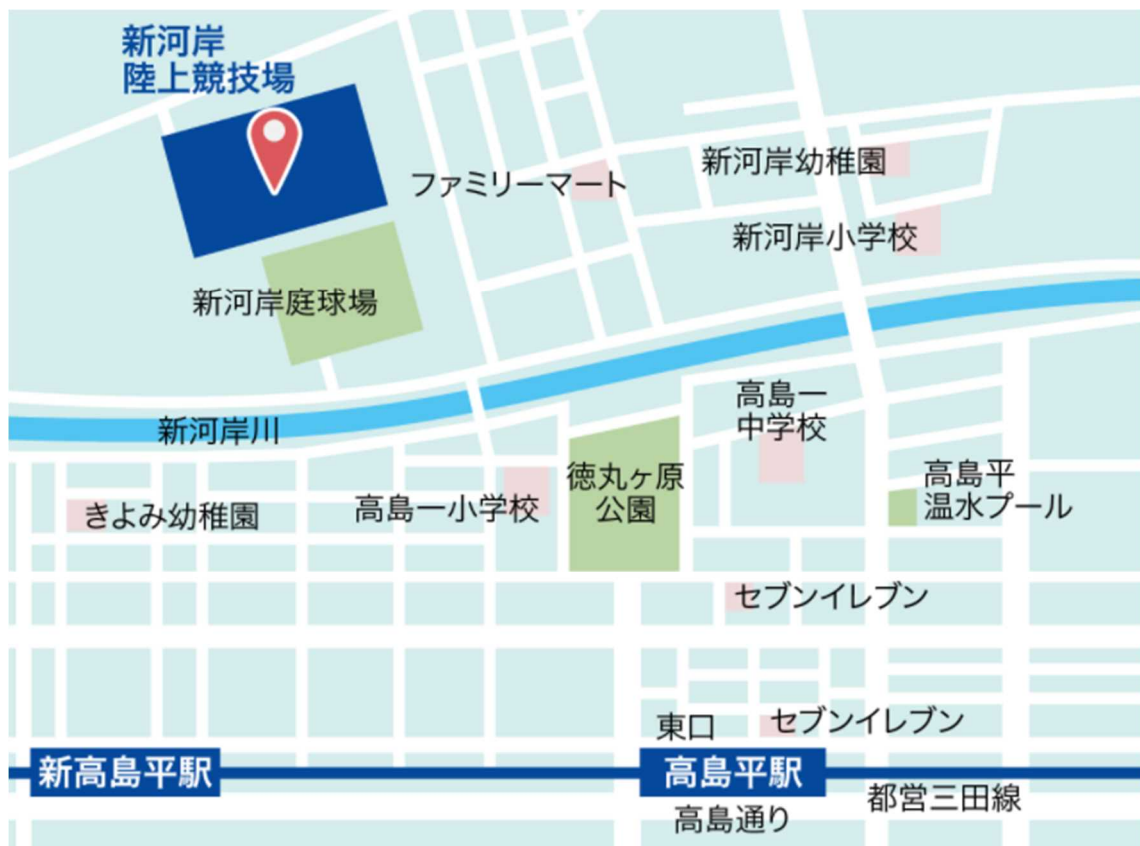 新河岸
陸上競技場
ファミリーマート
新河岸幼稚園
新河岸小学校
新河岸庭球場
新河岸川
高島一
中学校
きよみ幼稚園
高島一小学校
徳丸ヶ原
公園
高島平
温水プール
セブンイレブン
東口
セブンイレブン
新高島平駅
高島平駅
都営三田線
高島通り